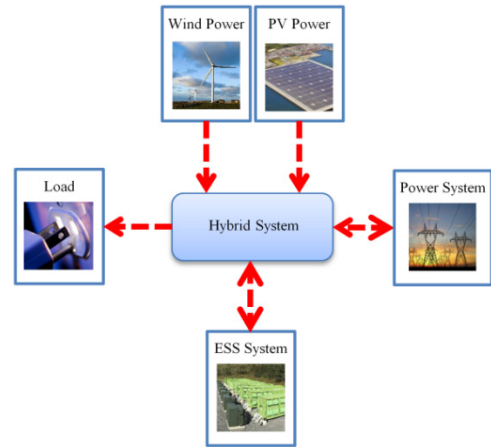 Wind Power
PV Power
Load
Hybrid System
Power System
ESS System